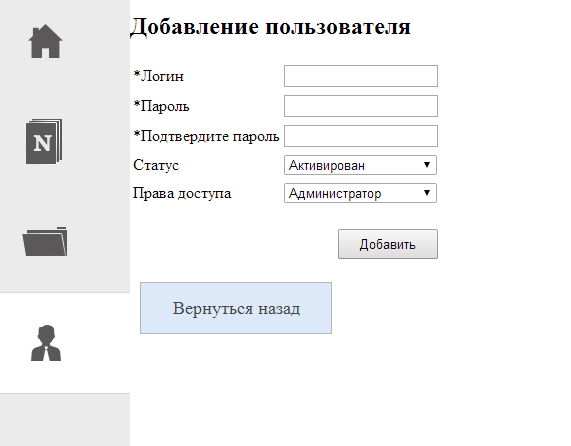 Добавление пользователя
*Логин
N
*Пароль
*Подтвердите пароль
Статус Активирован
Права доступа Администратор
Добавить
Вернуться назад